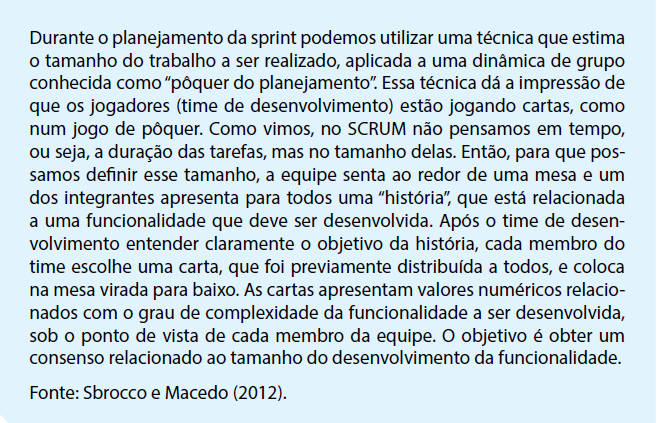 Durante o planejamento da sprint podemos utilizar uma técnica que estima
o tamanho do trabalho a ser realizado, aplicada a uma dinâmica de grupo
conhecida como “pôquer do planejamento”. Essa técnica dá a impressão de
que os jogadores (time de desenvolvimento) estão jogando cartas, como
num jogo de pôquer. Como vimos, no SCRUM não pensamos em tempo,
ou seja, a duração das tarefas, mas no tamanho delas. Então, para que pos-
samos definir esse tamanho, a equipe senta ao redor de uma mesa e um
dos integrantes apresenta para todos uma “história”, que está relacionada
a uma funcionalidade que deve ser desenvolvida. Após o time de desen-
volvimento entender claramente o objetivo da história, cada membro do
time escolhe uma carta, que foi previamente distribuída a todos, e coloca
na mesa virada para baixo. As cartas apresentam valores numéricos relacio-
nados com o grau de complexidade da funcionalidade a ser desenvolvida,
sob o ponto de vista de cada membro da equipe. O objetivo é obter um
consenso relacionado ao tamanho do desenvolvimento da funcionalidade.
Fonte: Sbrocco e Macedo (2012).